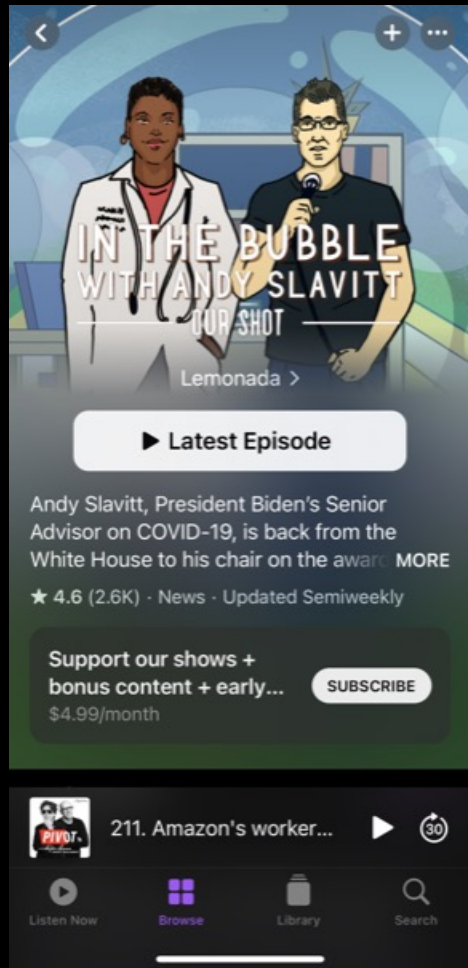 IN THE BUBBLE
WITH ANDY SLAVITT
OUR SHOT
Lemonada >
Latest Episode
Andy Slavitt, President Biden's Senior
Advisor on COVID-19, is back from the
White House to his chair on the awar MORE
★ 4.6 (2.6K) · News · Updated Semiweekly
Support our shows +
bonus content + early...
$4.99/month
SUBSCRIBE
PIVOT
211. Amazon's worker...
30
Listen Now
Browse
Library
Search